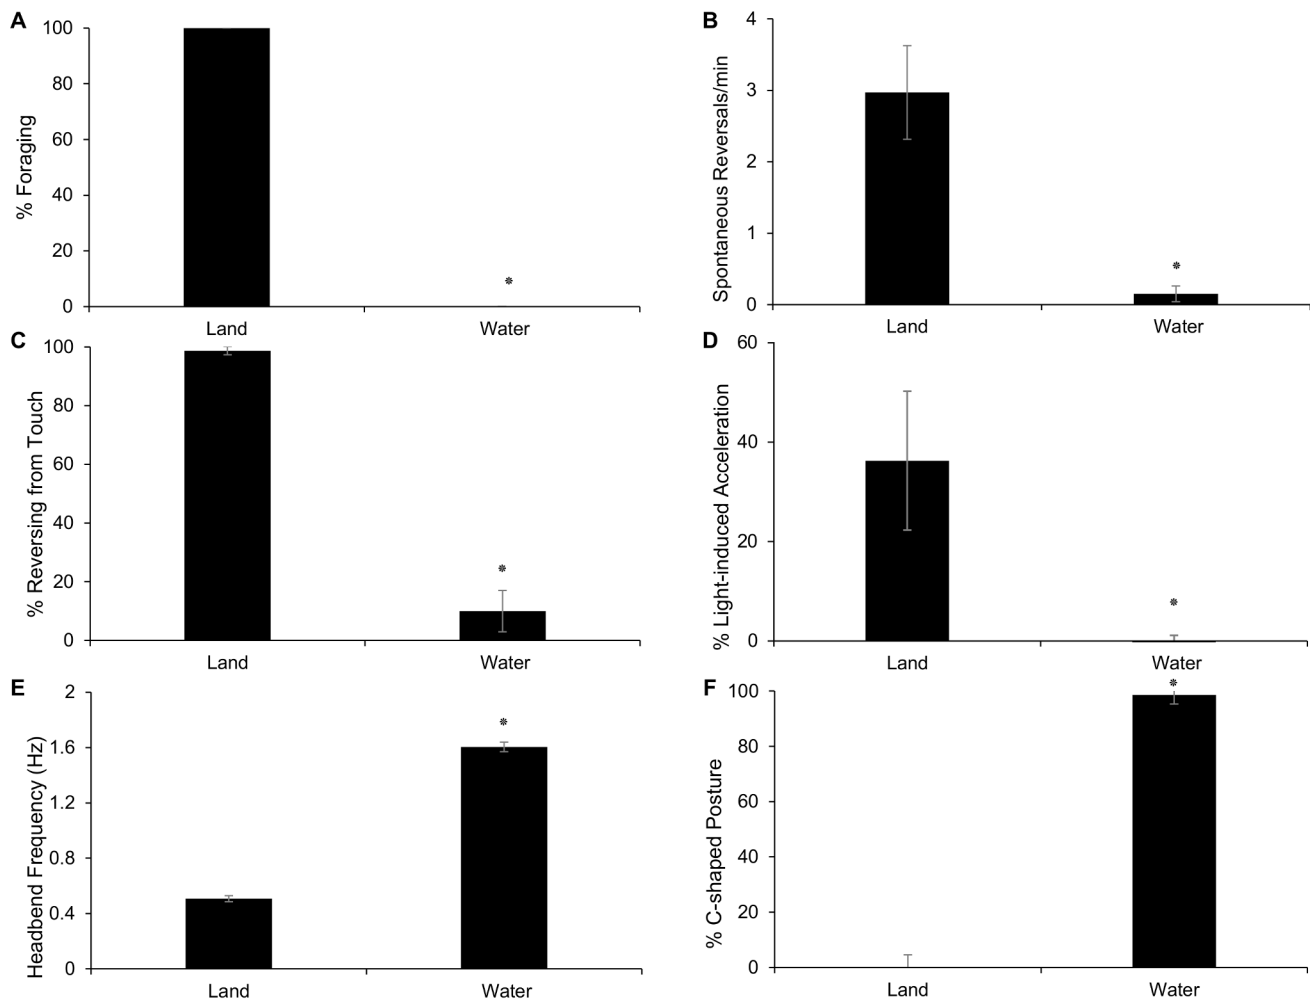 A
% Foraging
100
80
60
40
20
0
*
Land
Water
B
Spontaneous Reversals/min
4
3
2
1
0
*
Land
Water
C
% Reversing from Touch
100
80
60
40
20
0
*
Land
Water
D
% Light-induced Acceleration
60
40
20
0
*
Land
Water
E
Headbend Frequency (Hz)
2
1.6
1.2
0.8
0.4
0
*
Land
Water
F
% C-shaped Posture
100
80
60
40
20
0
*
Land
Water